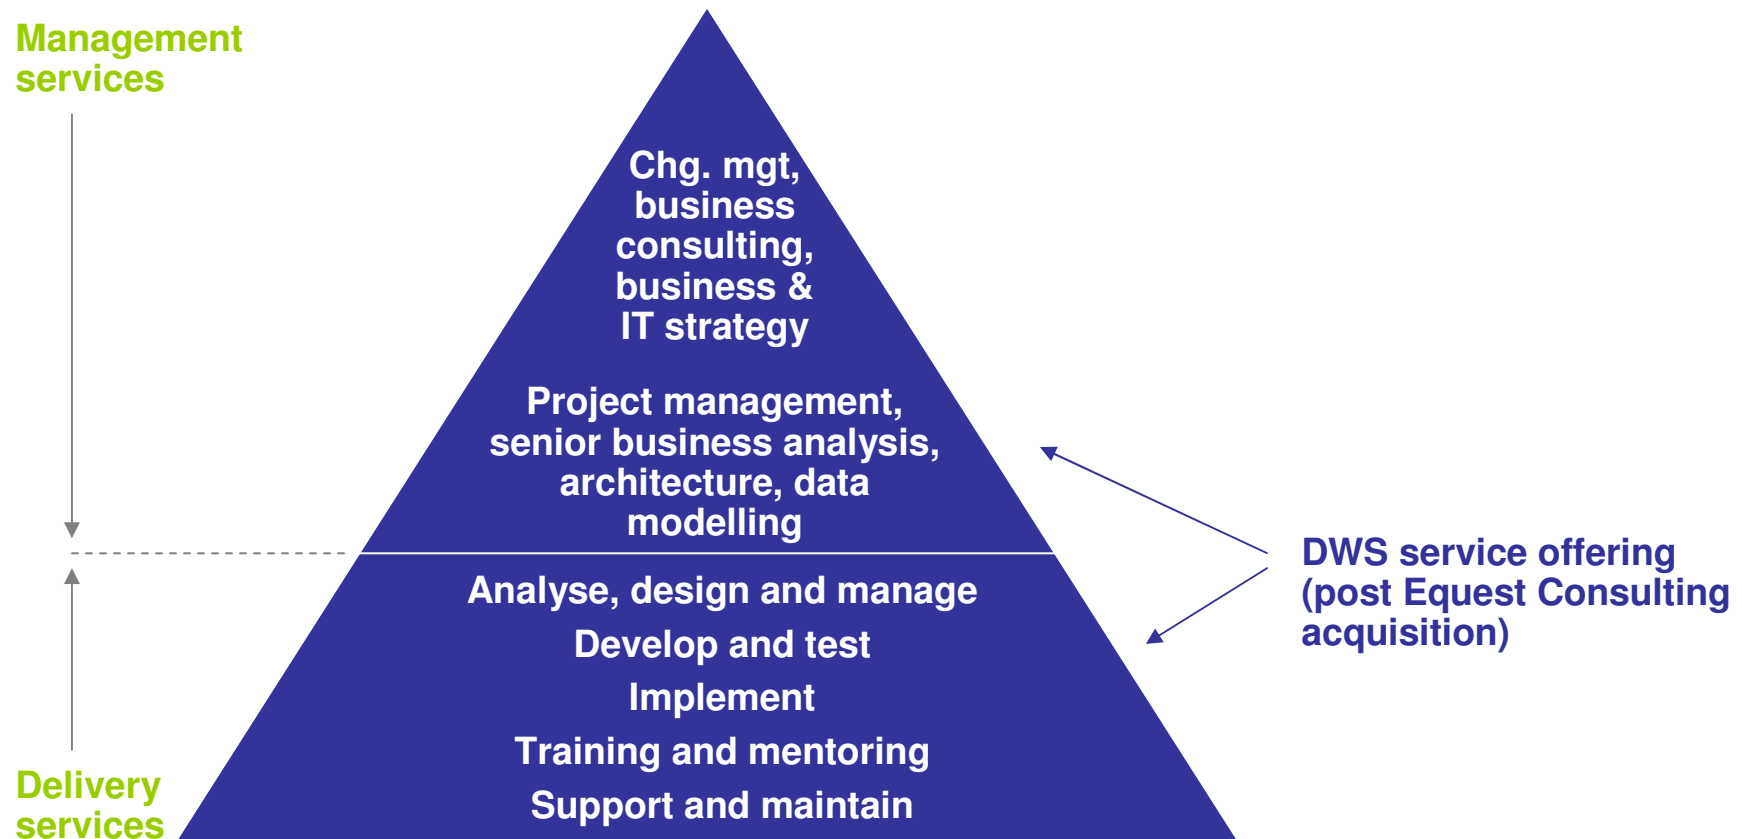 Management
services
Chg. mgt,
business
consulting,
business &
IT strategy
Project management,
senior business analysis,
architecture, data
modelling
Analyse, design and manage
Develop and test
Implement
Training and mentoring
Support and maintain
Delivery
services
DWS service offering
(post Equest Consulting
acquisition)